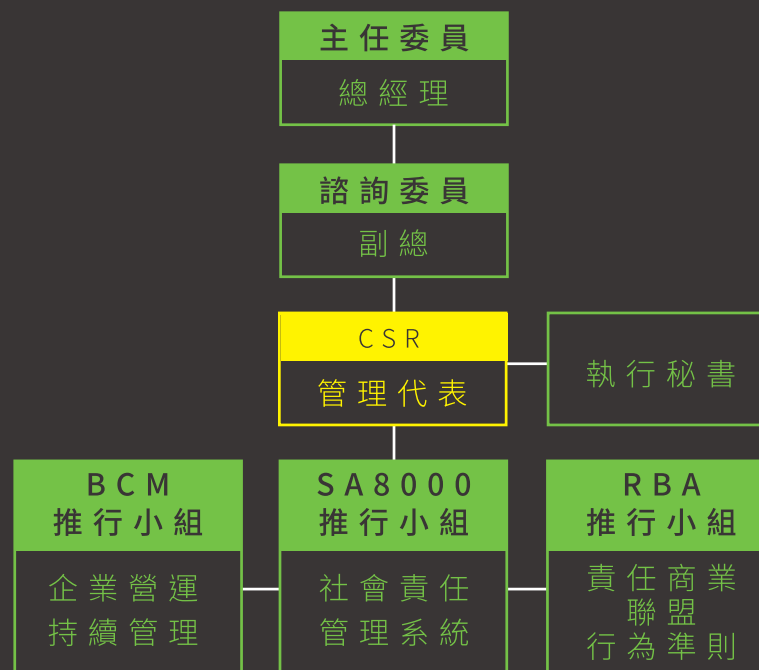 主任委員
總經理
諮詢委員
副總
CSR
管理代表
執行秘書
BCM
推行小組
企業營運
持續管理
SA8000
推行小組
社會責任
管理系統
RBA
推行小組
責任商業
聯盟
行為準則